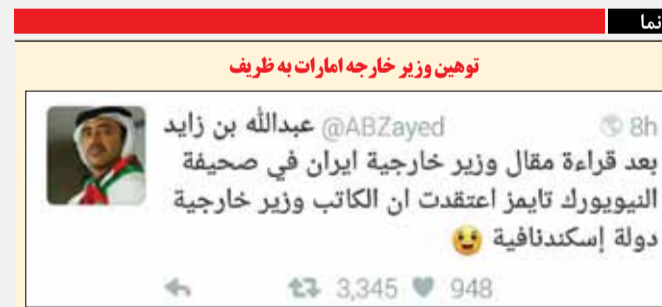 نما
توهین وزیر خارجه امارات به ظریف
عبدالله بن زايد @ABZayed 8h
بعد قراءة مقال وزير خارجية ايران في صحيفة
النيويورك تايمز اعتقدت ان الكاتب وزير خارجية
دولة إسكندنافية 😉
3,345 948